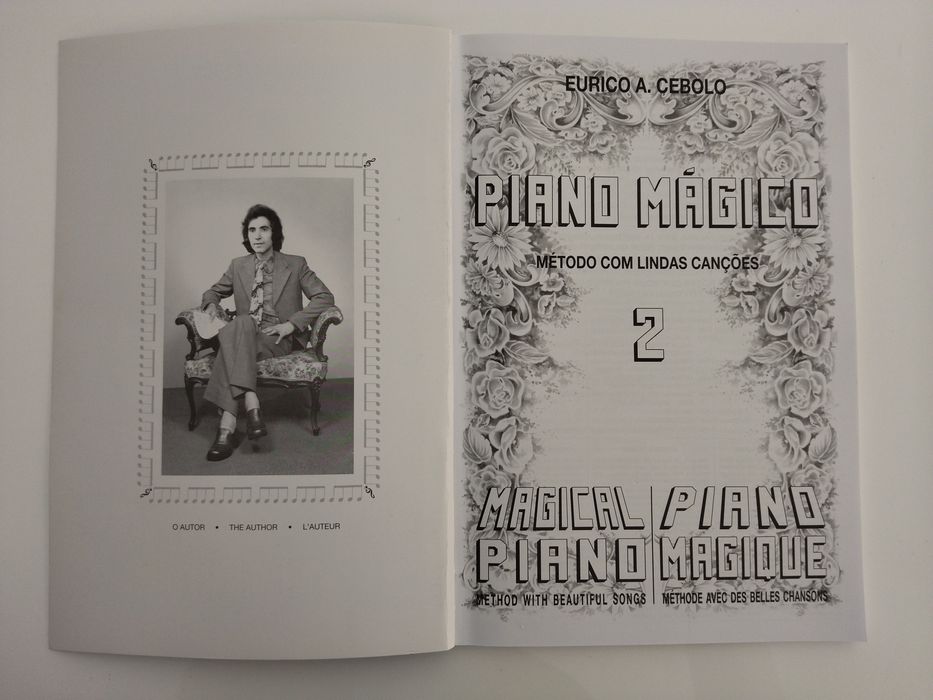 O AUTOR • THE AUTHOR • L'AUTEUR
EURICO A. CEBOLO
PIANO MÁGICO
MÉTODO COM LINDAS CANÇÕES
2
MAGICAL
PIANO
METHOD WITH BEAUTIFUL SONGS
PIANO
MAGIQUE
MÉTHODE AVEC DES BELLES CHANSONS